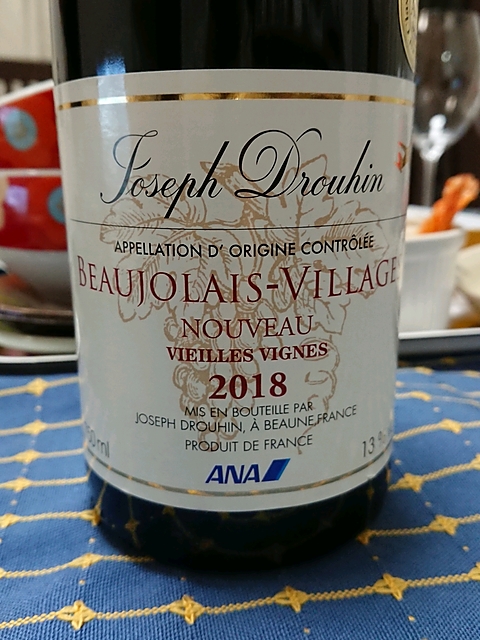 Joseph Drouhin
APPELLATION D'ORIGINE CONTRÔLÉE
BEAUJOLAIS-VILLAGE
NOUVEAU
VIEILLES VIGNES
2018
MIS EN BOUTEILLE PAR
JOSEPH DROUHIN, À BEAUNE, FRANCE
PRODUIT DE FRANCE
ml 13 %
ANA